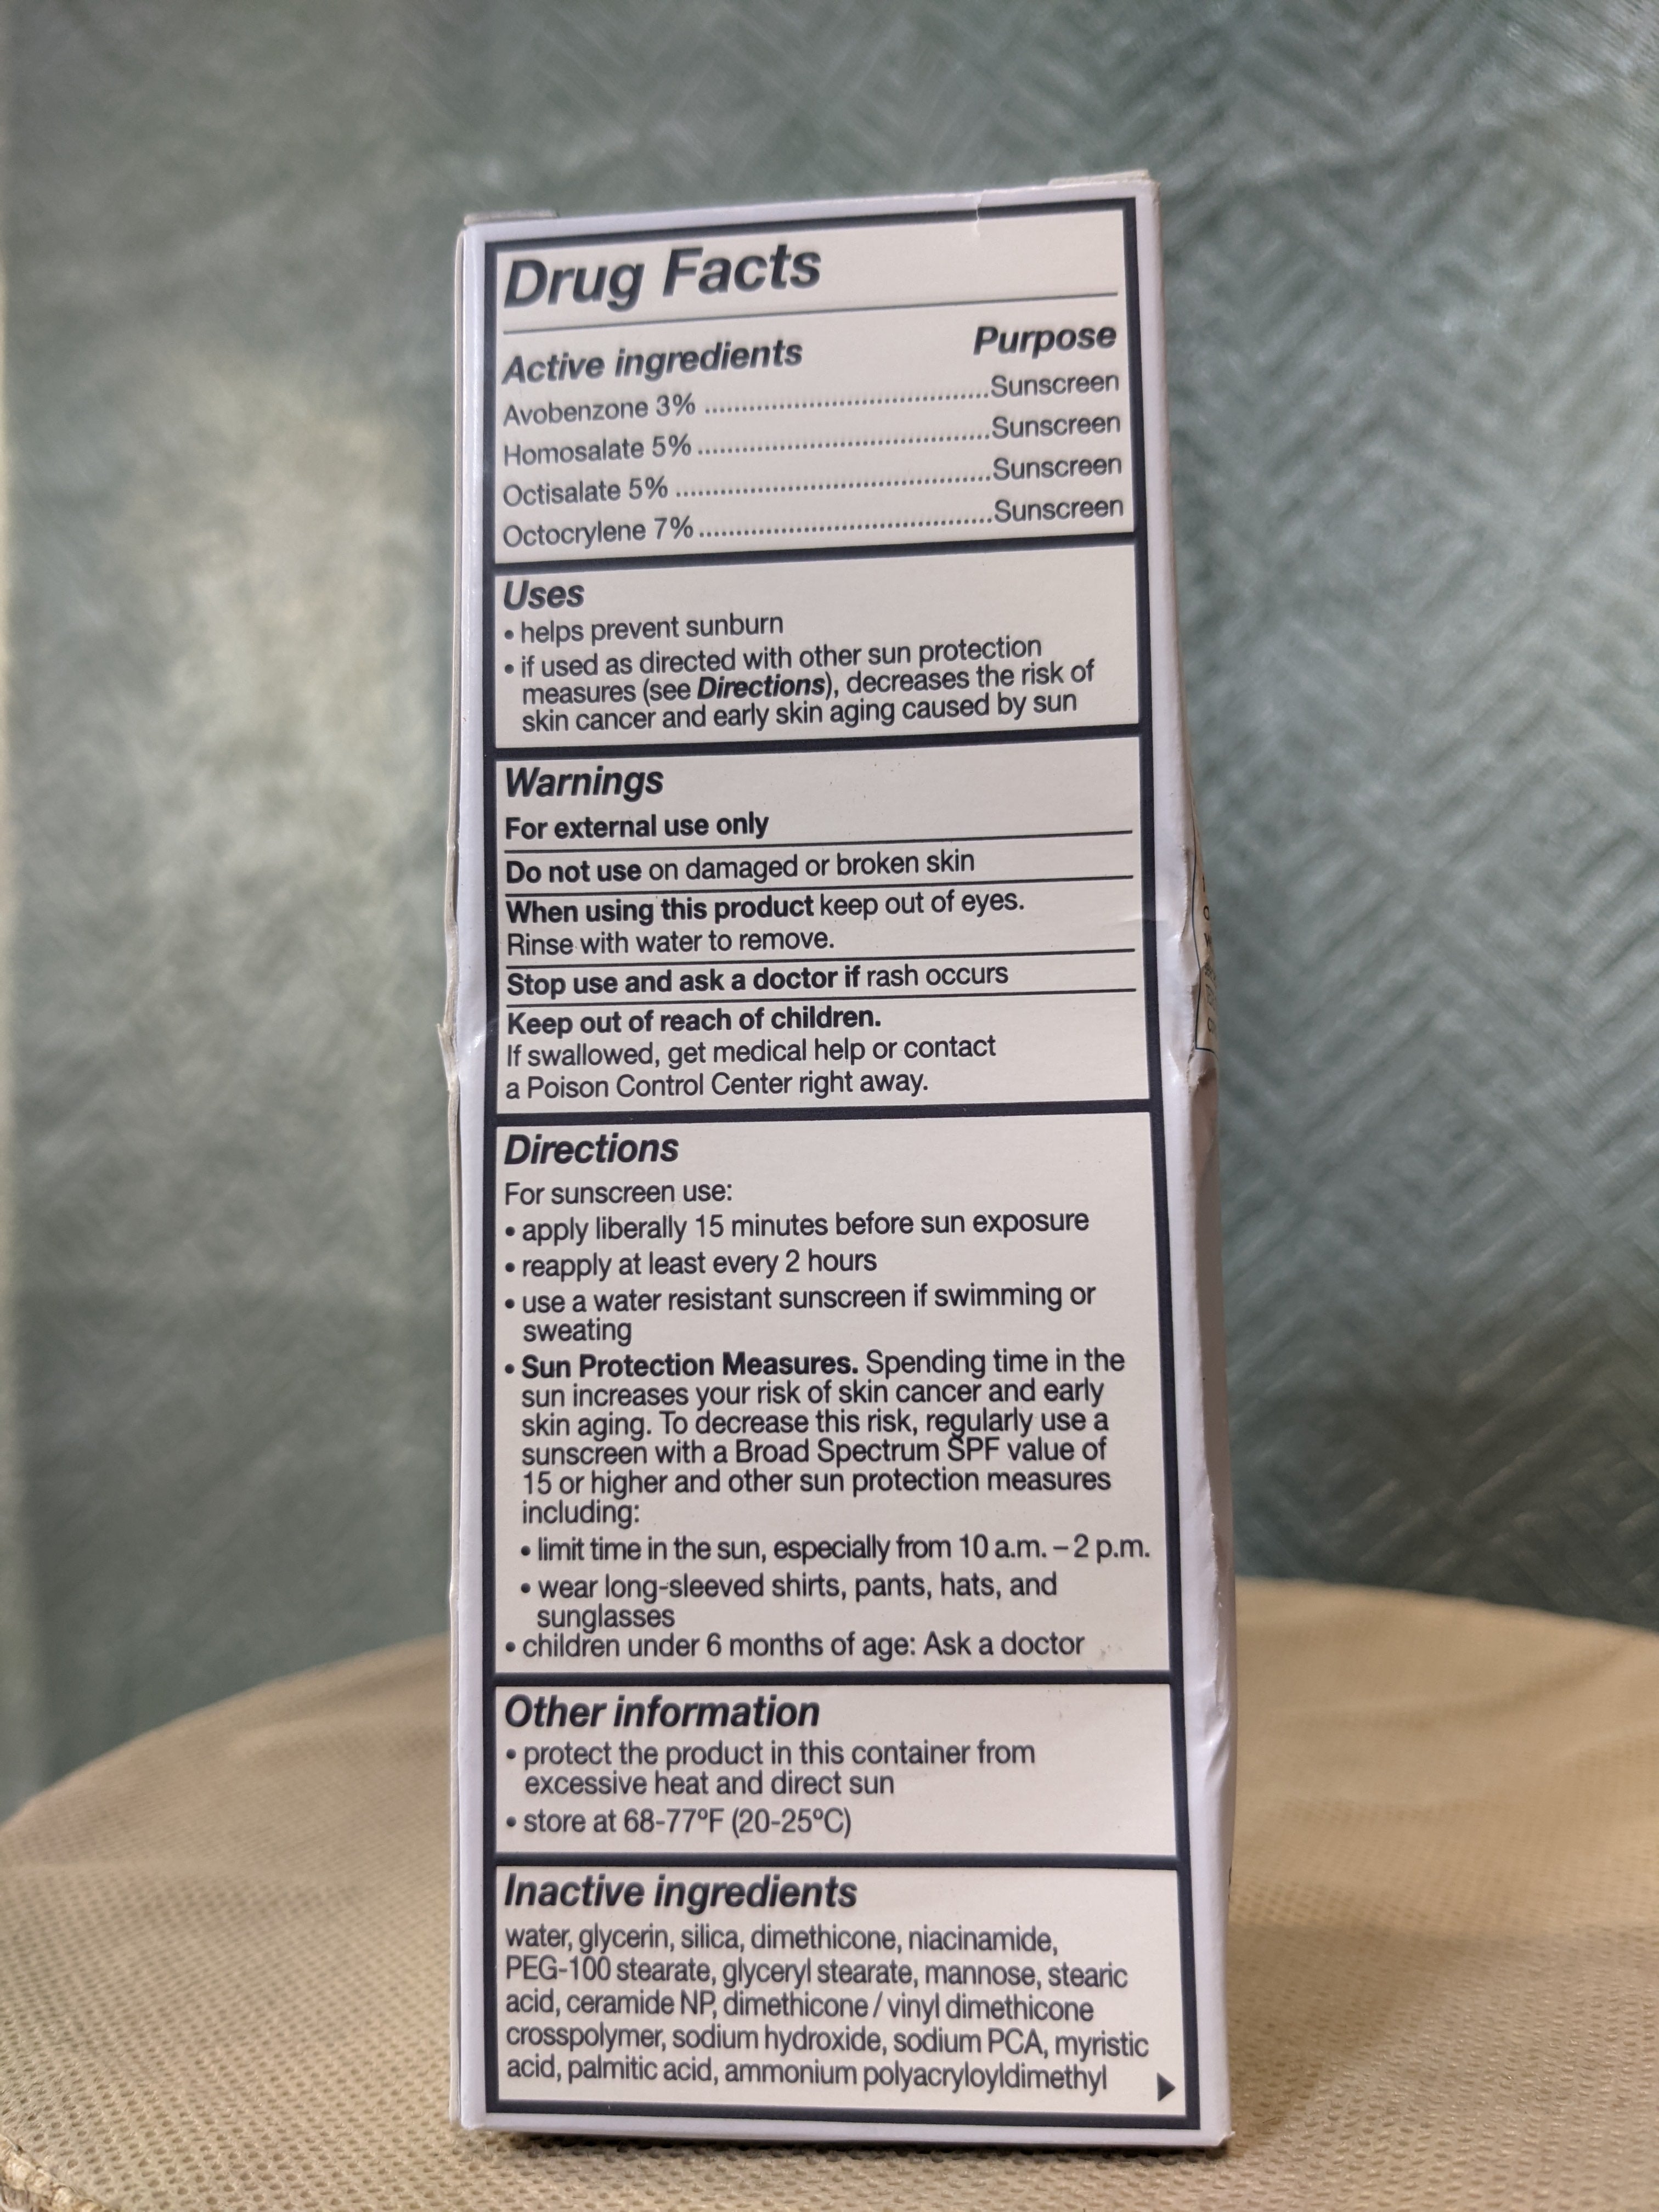 Drug Facts
Active ingredients Purpose
Avobenzone 3% ........................................Sunscreen
Homosalate 5% .........................................Sunscreen
Octisalate 5% ............................................Sunscreen
Octocrylene 7% .........................................Sunscreen
Uses
• helps prevent sunburn
• if used as directed with other sun protection
measures (see Directions), decreases the risk of
skin cancer and early skin aging caused by sun
Warnings
For external use only
Do not use on damaged or broken skin
When using this product keep out of eyes.
Rinse with water to remove.
Stop use and ask a doctor if rash occurs
Keep out of reach of children.
If swallowed, get medical help or contact
a Poison Control Center right away.
Directions
For sunscreen use:
• apply liberally 15 minutes before sun exposure
• reapply at least every 2 hours
• use a water resistant sunscreen if swimming or
sweating
• Sun Protection Measures. Spending time in the
sun increases your risk of skin cancer and early
skin aging. To decrease this risk, regularly use a
sunscreen with a Broad Spectrum SPF value of
15 or higher and other sun protection measures
including:
• limit time in the sun, especially from 10 a.m. – 2 p.m.
• wear long-sleeved shirts, pants, hats, and
sunglasses
• children under 6 months of age: Ask a doctor
Other information
• protect the product in this container from
excessive heat and direct sun
• store at 68-77ºF (20-25ºC)
Inactive ingredients
water, glycerin, silica, dimethicone, niacinamide,
PEG-100 stearate, glyceryl stearate, mannose, stearic
acid, ceramide NP, dimethicone / vinyl dimethicone
crosspolymer, sodium hydroxide, sodium PCA, myristic
acid, palmitic acid, ammonium polyacryloyldimethyl